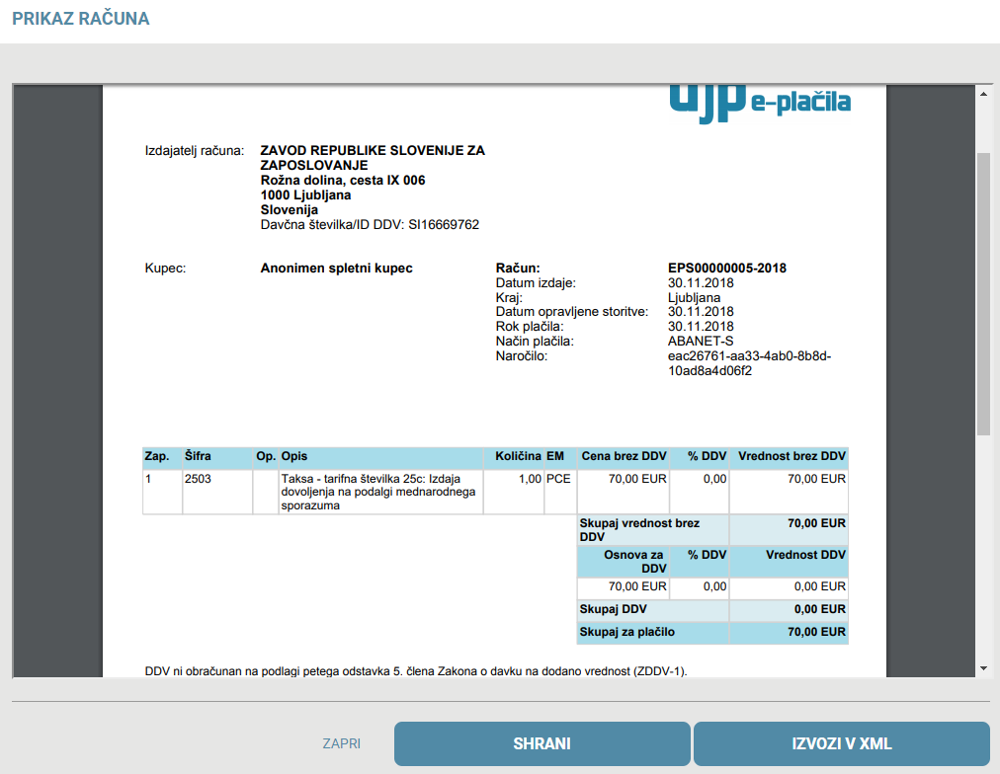 PRIKAZ RAČUNA
ujp e-plačila
Izdajatelj računa: ZAVOD REPUBLIKE SLOVENIJE ZA
ZAPOSLOVANJE
Rožna dolina, cesta IX 006
1000 Ljubljana
Slovenija
Davčna številka/ID DDV: SI16669762
Kupec: Anonimen spletni kupec
Račun: EPS00000005-2018
Datum izdaje: 30.11.2018
Kraj: Ljubljana
Datum opravljene storitve: 30.11.2018
Rok plačila: 30.11.2018
Način plačila: ABANET-S
Naročilo: eac26761-aa33-4ab0-8b8d-
10ad8a4d06f2
Zap. Šifra Op. Opis Količina EM Cena brez DDV % DDV Vrednost brez DDV
1 2503 Taksa - tarifna številka 25c: Izdaja 1,00 PCE 70,00 EUR 0,00 70,00 EUR
dovoljenja na podalgi mednarodnega
sporazuma
Skupaj vrednost brez 70,00 EUR
DDV
Osnova za % DDV Vrednost DDV
DDV
70,00 EUR 0,00 0,00 EUR
Skupaj DDV 0,00 EUR
Skupaj za plačilo 70,00 EUR
DDV ni obračunan na podlagi petega odstavka 5. člena Zakona o davku na dodano vrednost (ZDDV-1).
ZAPRI SHRANI IZVOZI V XML